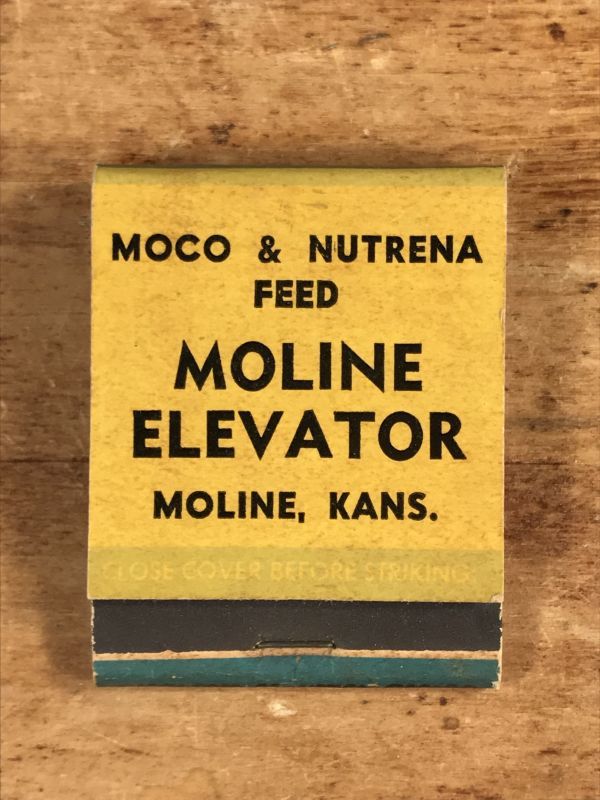 MOCO & NUTRENA
FEED
MOLINE
ELEVATOR
MOLINE, KANS.
CLOSE COVER BEFORE STRIKING